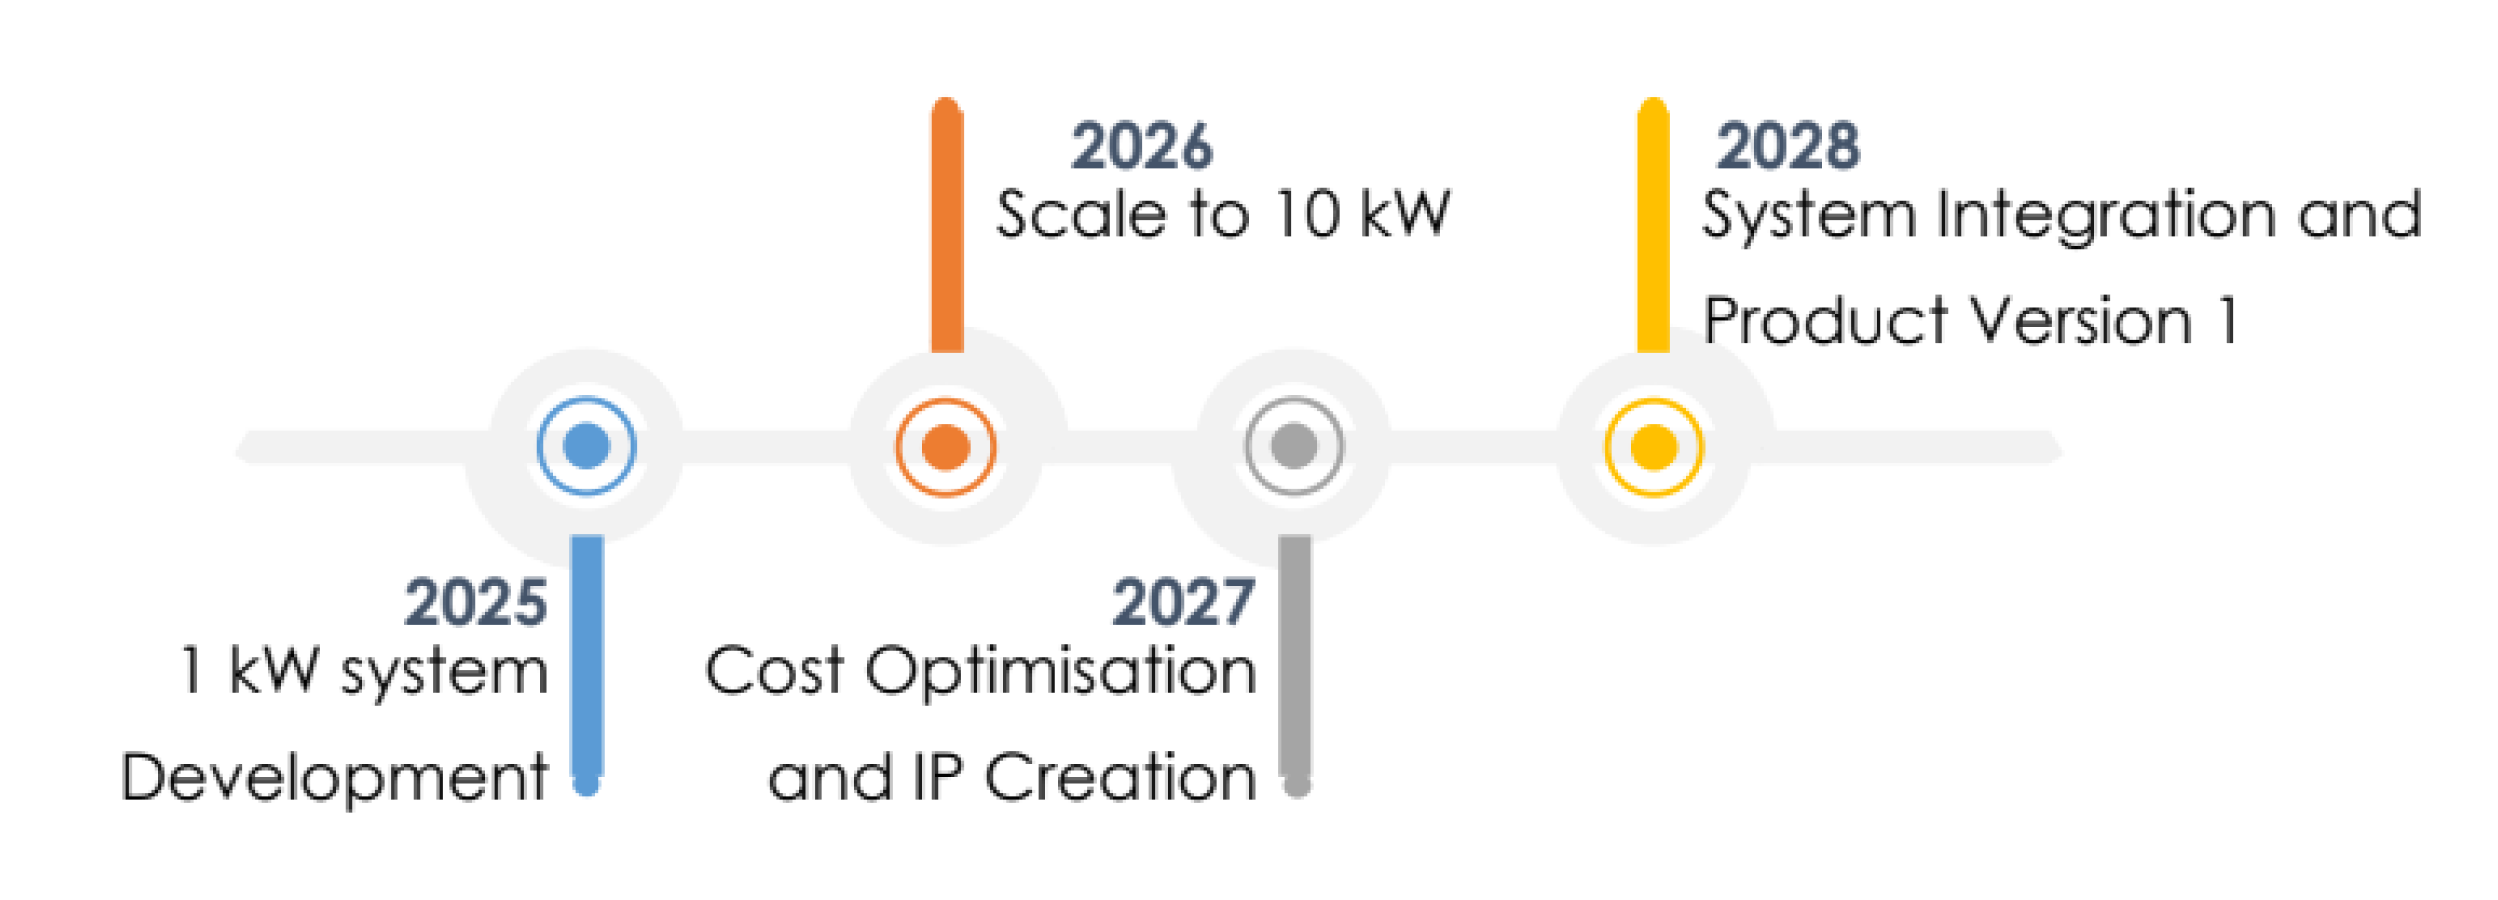 2025
1 kW system
Development
2026
Scale to 10 kW
2027
Cost Optimisation
and IP Creation
2028
System Integration and
Product Version 1